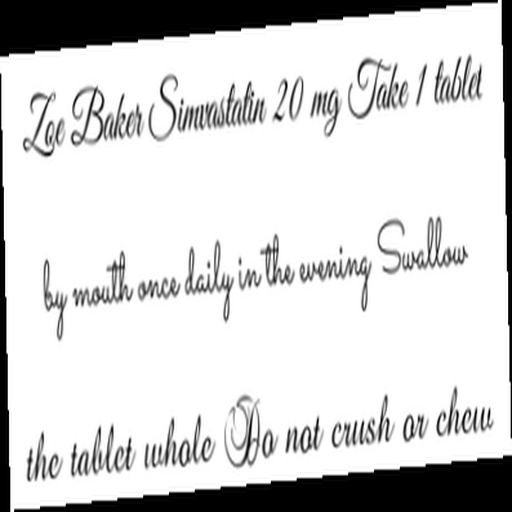 Zoe Baker Simvastatin 20 mg Take 1 tablet
by mouth once daily in the evening Swallow
the tablet whole Do not crush or chew